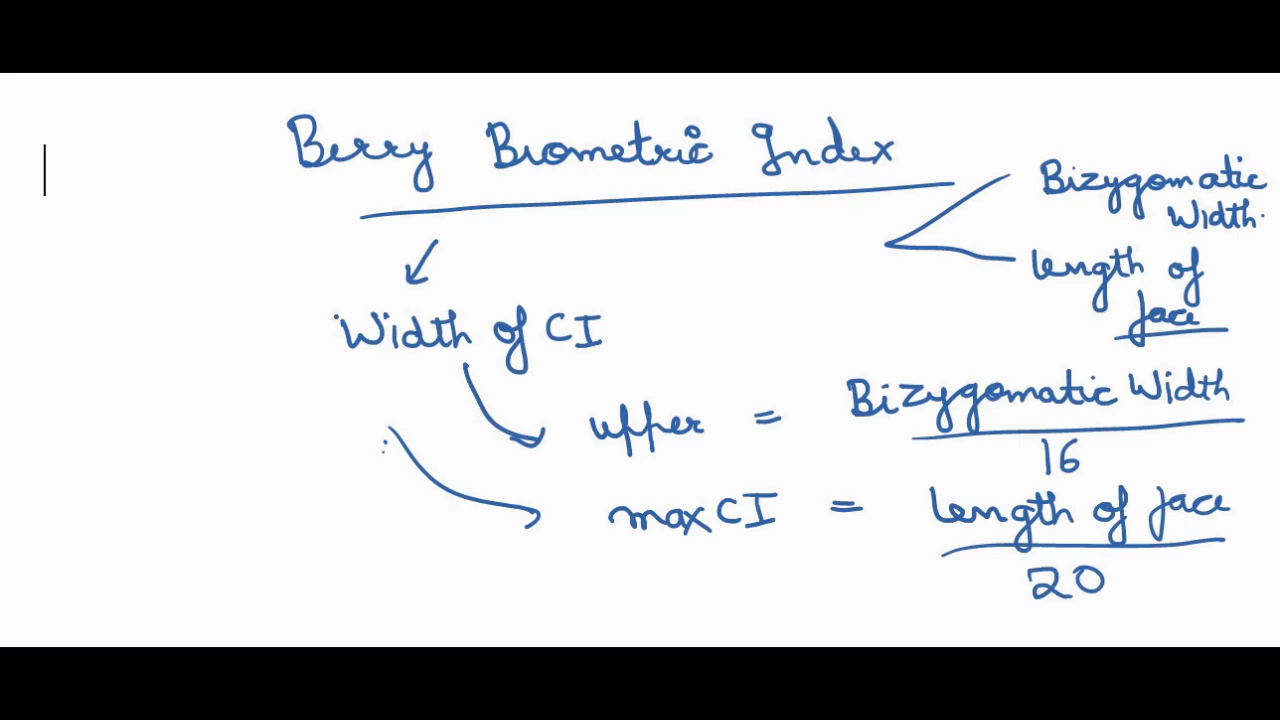 Berry Biometric Index
Bizygomatic
Width.
length of
face
Width of CI
upper = Bizygomatic Width
16
max CI = length of face
20